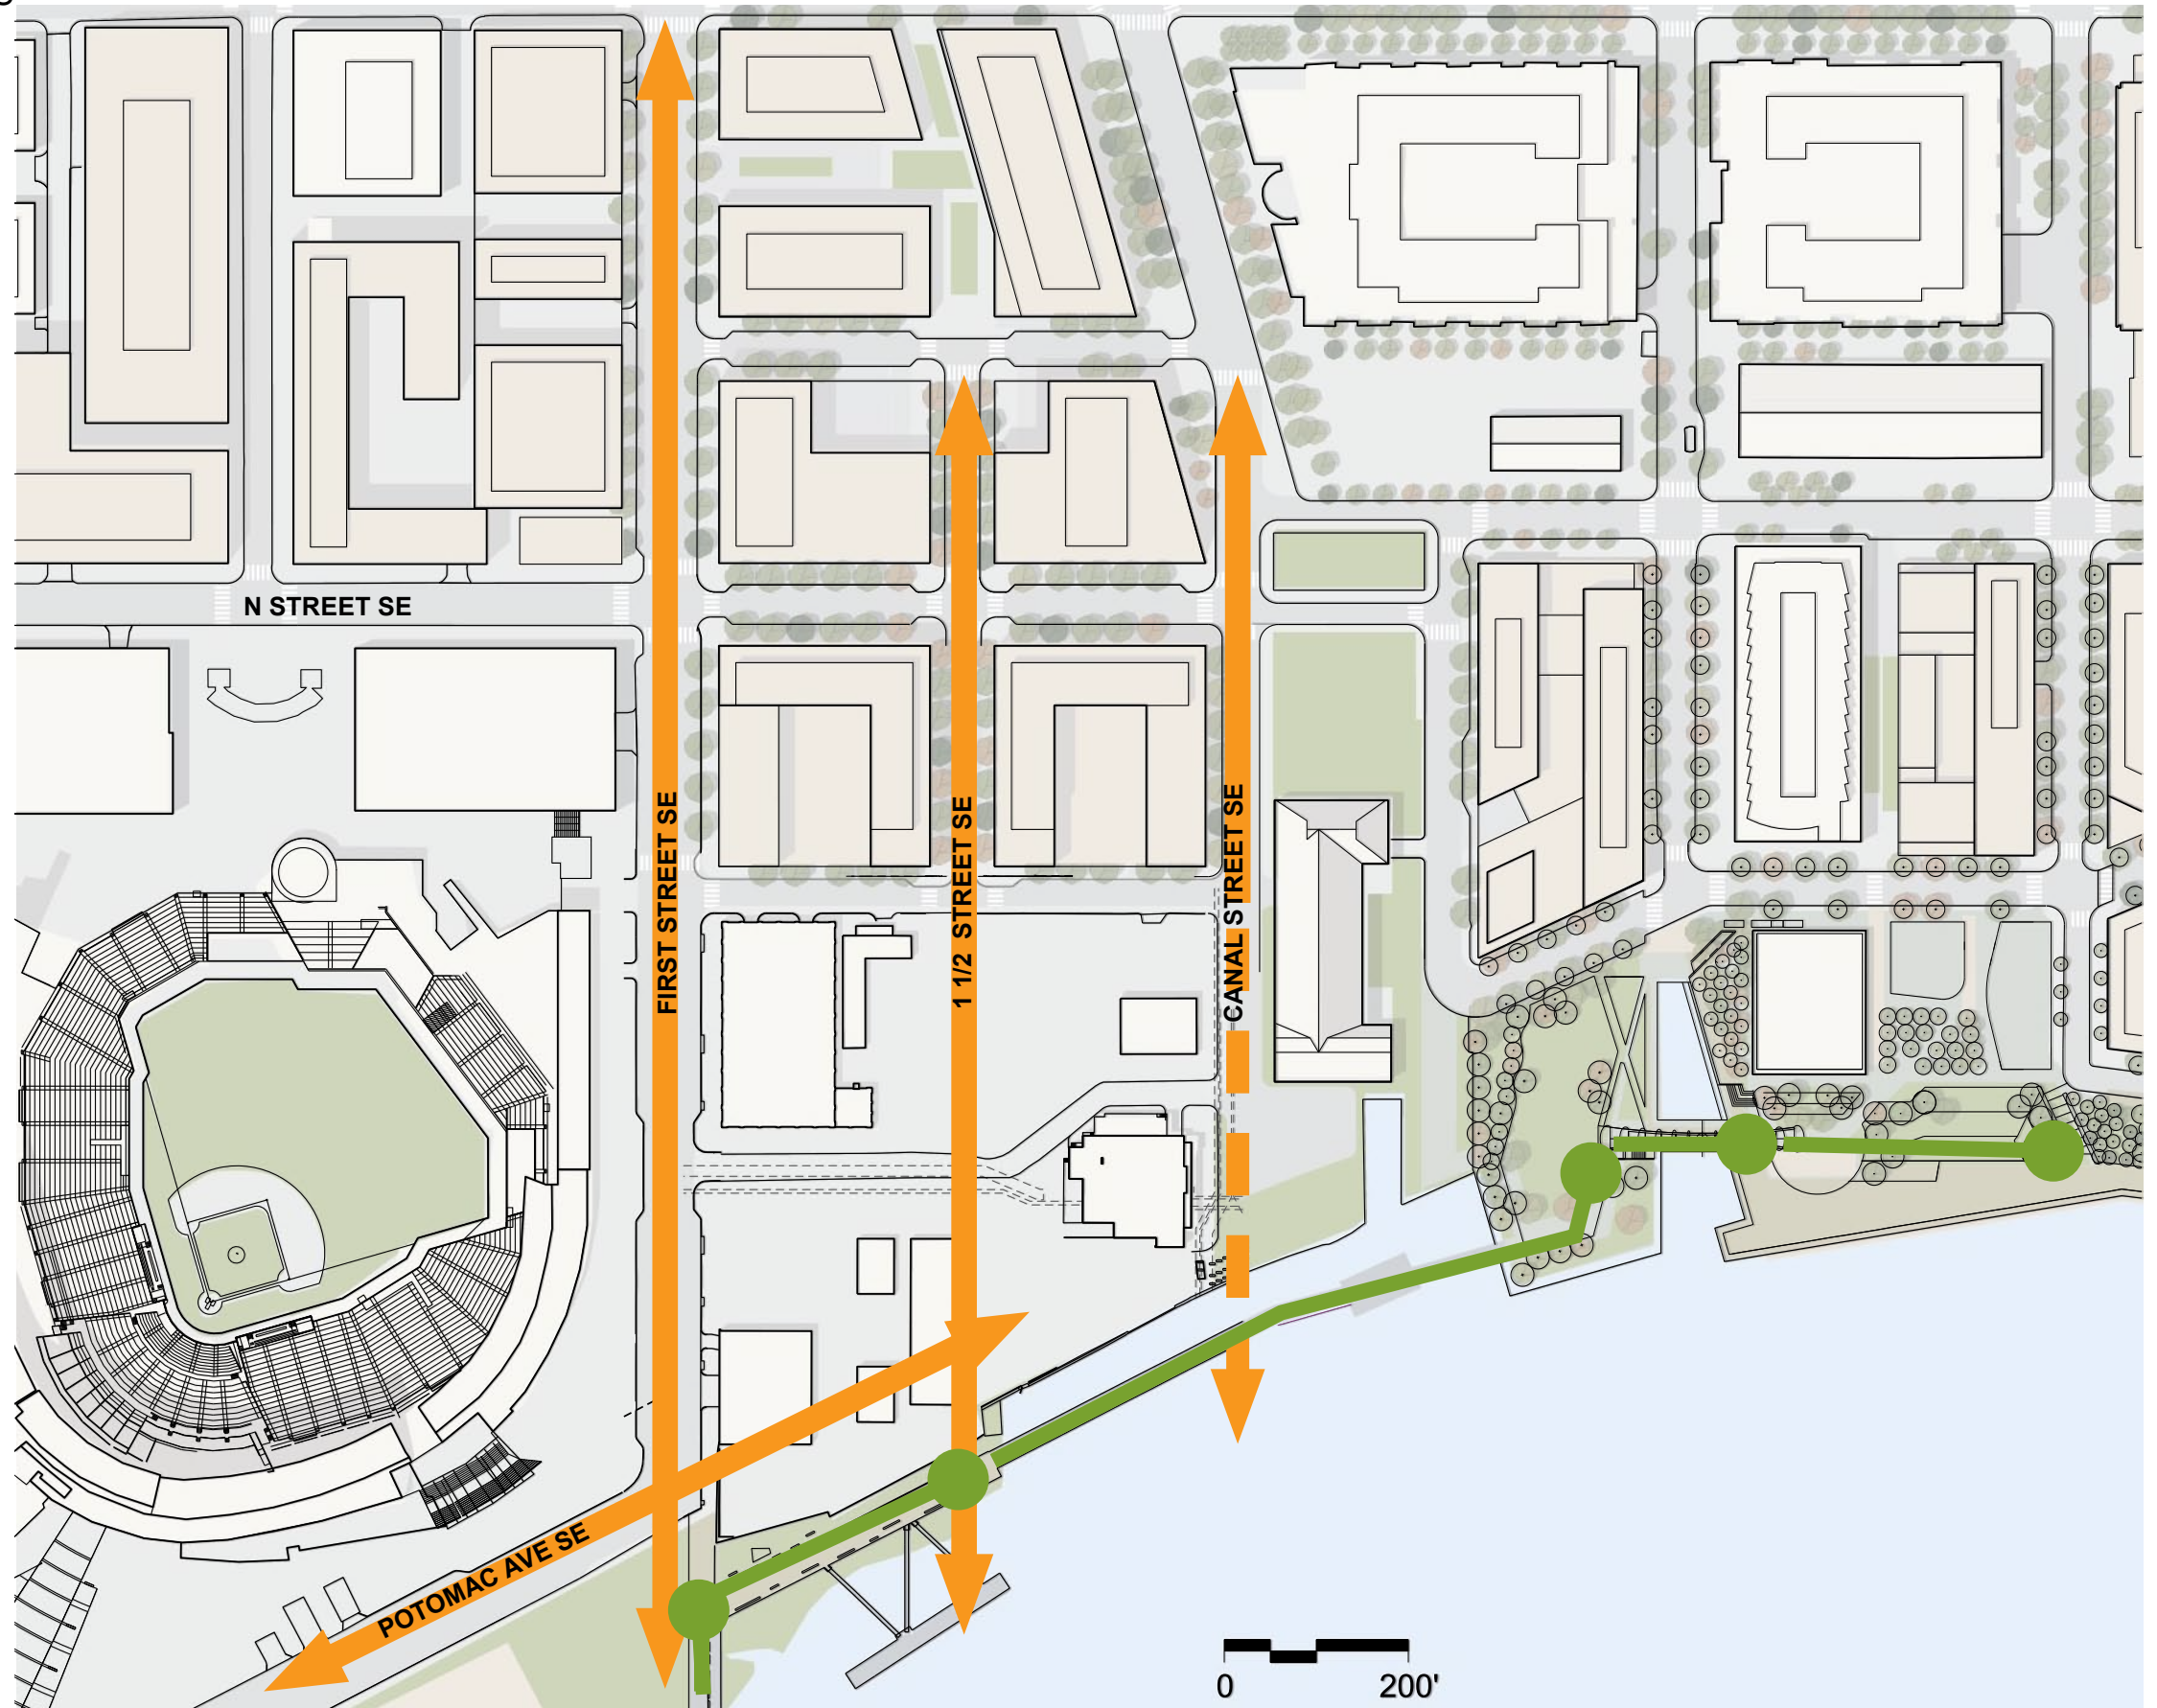 N STREET SE
FIRST STREET SE
1 1/2 STREET SE
CANAL STREET SE
POTOMAC AVE SE
0 200'